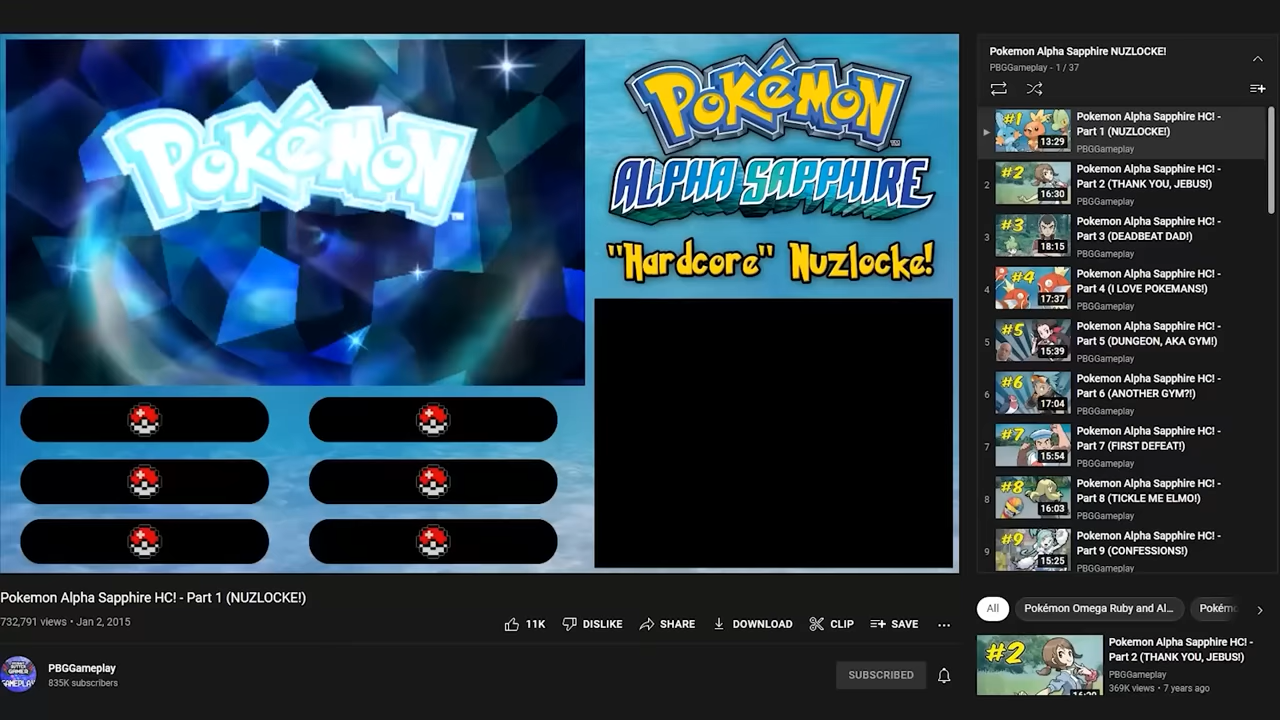 POKÉMON
™
POKÉMON
™
ALPHA SAPPHIRE
"Hardcore" Nuzlocke!
Pokemon Alpha Sapphire HC! - Part 1 (NUZLOCKE!)
732,791 views • Jan 2, 2015
11K
DISLIKE
SHARE
DOWNLOAD
CLIP
SAVE
PBGGameplay
835K subscribers
SUBSCRIBED
Pokemon Alpha Sapphire NUZLOCKE!
PBGGameplay - 1 / 37
#1
13:29
Pokemon Alpha Sapphire HC! -
Part 1 (NUZLOCKE!)
PBGGameplay
2
#2
16:30
Pokemon Alpha Sapphire HC! -
Part 2 (THANK YOU, JEBUS!)
PBGGameplay
3
#3
18:15
Pokemon Alpha Sapphire HC! -
Part 3 (DEADBEAT DAD!)
PBGGameplay
4
#4
17:37
Pokemon Alpha Sapphire HC! -
Part 4 (I LOVE POKEMANS!)
PBGGameplay
5
#5
15:39
Pokemon Alpha Sapphire HC! -
Part 5 (DUNGEON, AKA GYM!)
PBGGameplay
6
#6
17:04
Pokemon Alpha Sapphire HC! -
Part 6 (ANOTHER GYM?!)
PBGGameplay
7
#7
15:54
Pokemon Alpha Sapphire HC! -
Part 7 (FIRST DEFEAT!)
PBGGameplay
8
#8
16:03
Pokemon Alpha Sapphire HC! -
Part 8 (TICKLE ME ELMO!)
PBGGameplay
9
#9
15:25
Pokemon Alpha Sapphire HC! -
Part 9 (CONFESSIONS!)
PBGGameplay
All
Pokémon Omega Ruby and Al...
Pokémo
#2
16:30
Pokemon Alpha Sapphire HC! -
Part 2 (THANK YOU, JEBUS!)
PBGGameplay
369K views • 7 years ago